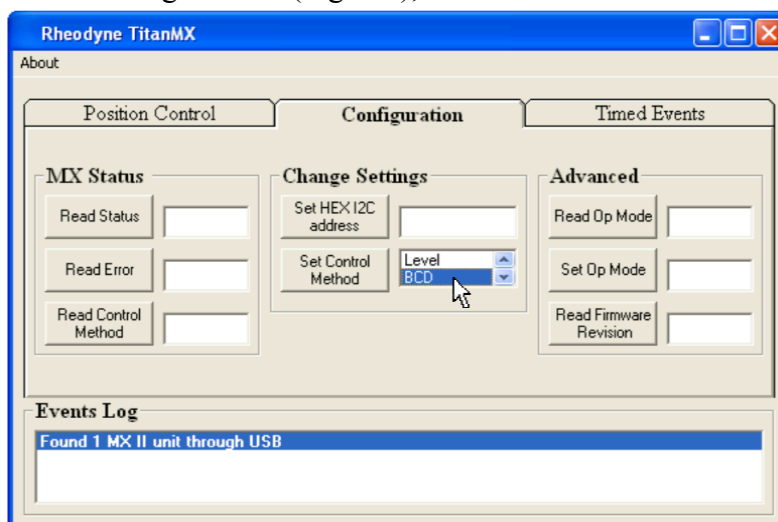 Rheodyne TitanMX
About
Position Control
Configuration
Timed Events
MX Status
Read Status
Read Error
Read Control
Method
Change Settings
Set HEX I2C
address
Set Control
Method
Level
BCD
Advanced
Read Op Mode
Set Op Mode
Read Firmware
Revision
Events Log
Found 1 MX II unit through USB